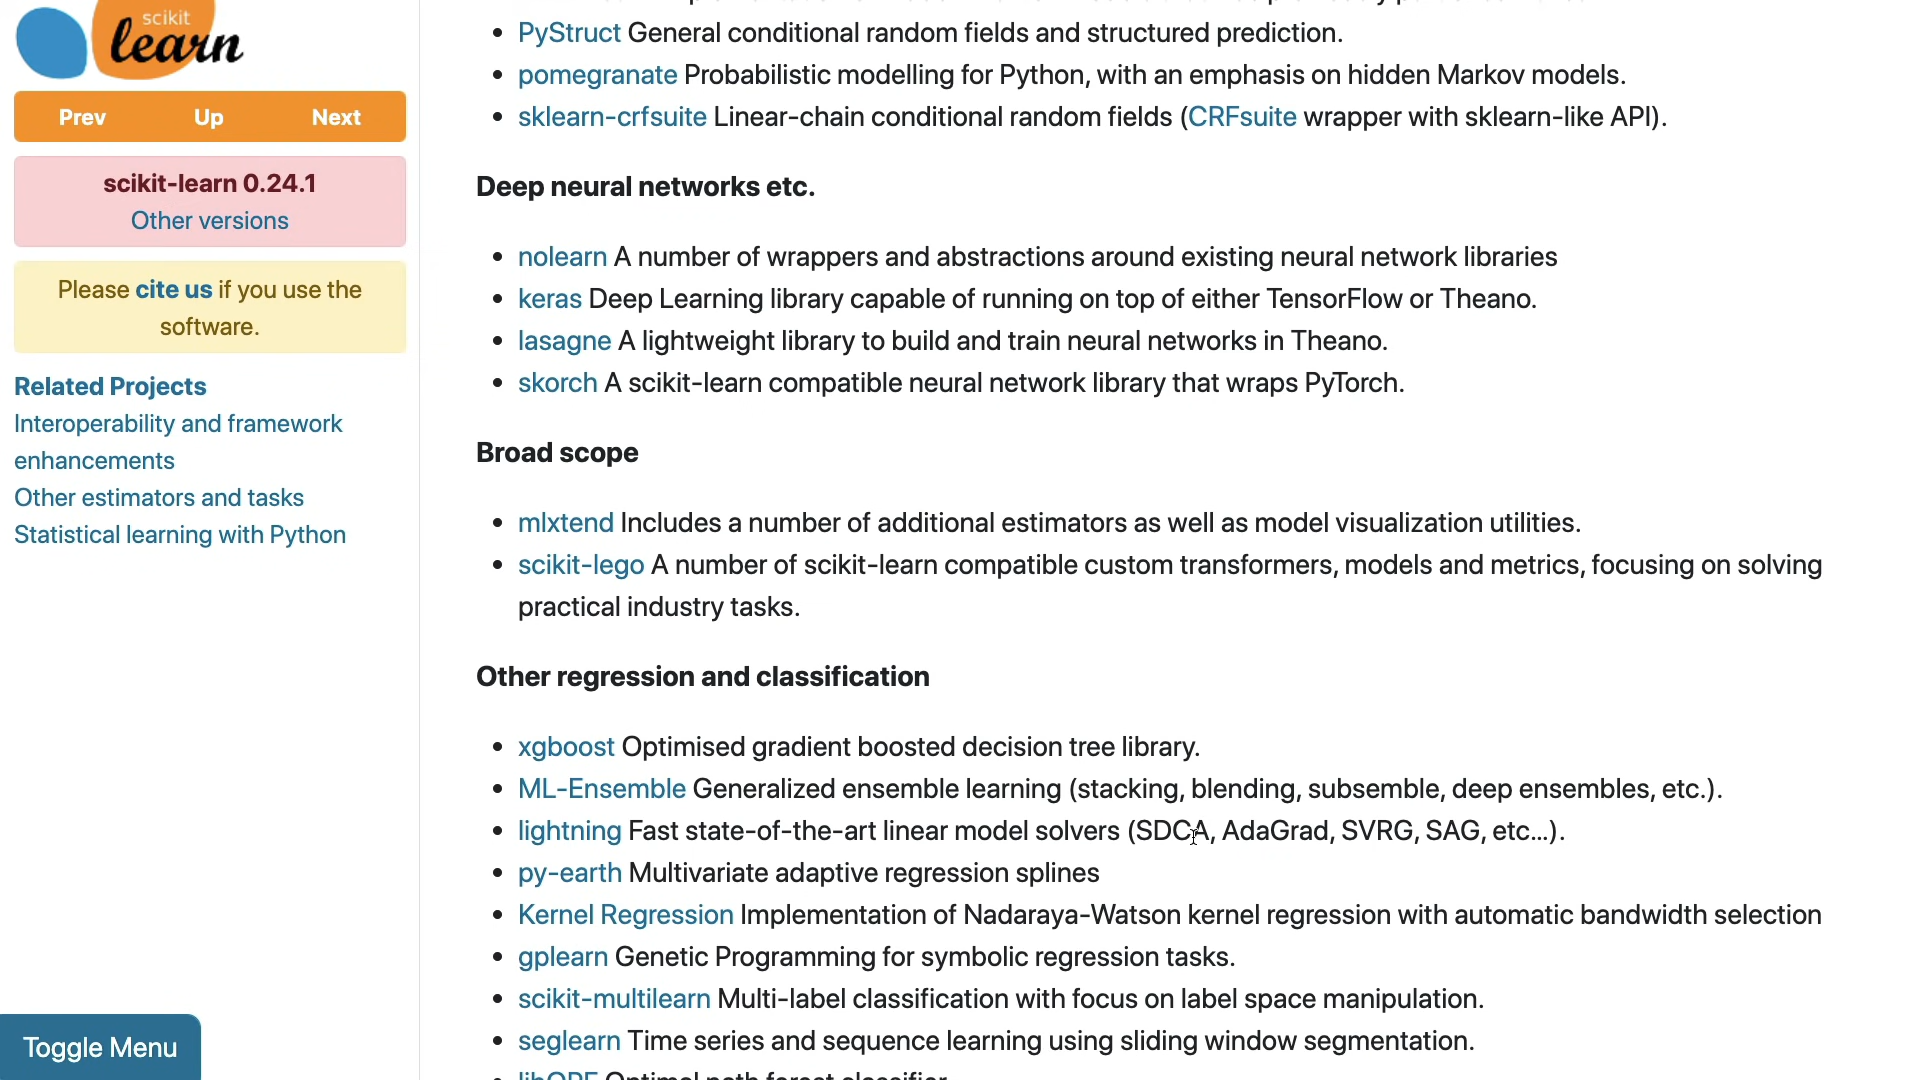 scikit
learn
Prev Up Next
scikit-learn 0.24.1
Other versions
Please cite us if you use the
software.
Related Projects
Interoperability and framework
enhancements
Other estimators and tasks
Statistical learning with Python
Toggle Menu
• PyStruct General conditional random fields and structured prediction.
• pomegranate Probabilistic modelling for Python, with an emphasis on hidden Markov models.
• sklearn-crfsuite Linear-chain conditional random fields (CRFsuite wrapper with sklearn-like API).
Deep neural networks etc.
• nolearn A number of wrappers and abstractions around existing neural network libraries
• keras Deep Learning library capable of running on top of either TensorFlow or Theano.
• lasagne A lightweight library to build and train neural networks in Theano.
• skorch A scikit-learn compatible neural network library that wraps PyTorch.
Broad scope
• mlxtend Includes a number of additional estimators as well as model visualization utilities.
• scikit-lego A number of scikit-learn compatible custom transformers, models and metrics, focusing on solving
practical industry tasks.
Other regression and classification
• xgboost Optimised gradient boosted decision tree library.
• ML-Ensemble Generalized ensemble learning (stacking, blending, subsemble, deep ensembles, etc.).
• lightning Fast state-of-the-art linear model solvers (SDCA, AdaGrad, SVRG, SAG, etc…).
• py-earth Multivariate adaptive regression splines
• Kernel Regression Implementation of Nadaraya-Watson kernel regression with automatic bandwidth selection
• gplearn Genetic Programming for symbolic regression tasks.
• scikit-multilearn Multi-label classification with focus on label space manipulation.
• seglearn Time series and sequence learning using sliding window segmentation.
• libOPF Optimal path forest classifier